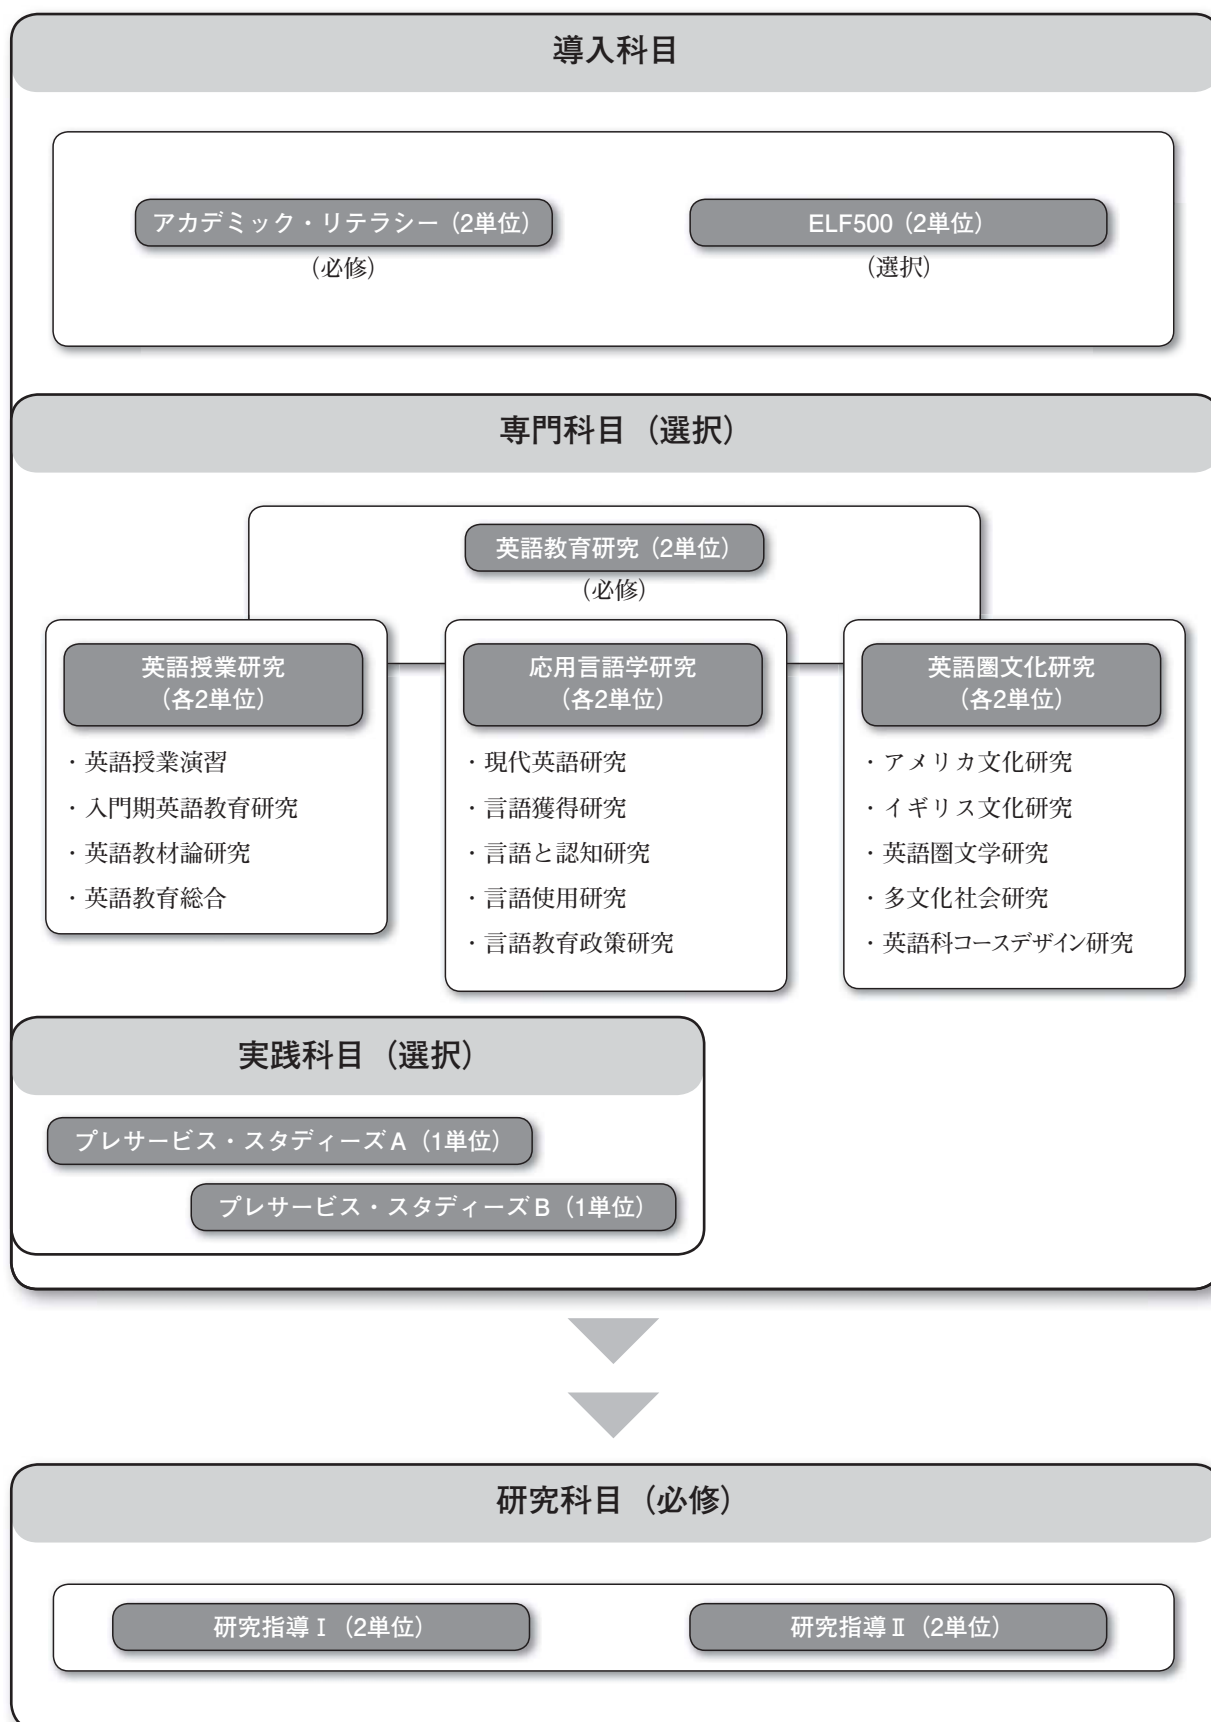 導入科目
アカデミック・リテラシー（2単位）
（必修）
ELF500（2単位）
（選択）
専門科目（選択）
英語教育研究（2単位）
（必修）
英語授業研究
（各2単位）
・英語授業演習
・入門期英語教育研究
・英語教材論研究
・英語教育総合
応用言語学研究
（各2単位）
・現代英語研究
・言語獲得研究
・言語と認知研究
・言語使用研究
・言語教育政策研究
英語圏文化研究
（各2単位）
・アメリカ文化研究
・イギリス文化研究
・英語圏文学研究
・多文化社会研究
・英語科コースデザイン研究
実践科目（選択）
プレサービス・スタディーズA（1単位）
プレサービス・スタディーズB（1単位）
研究科目（必修）
研究指導Ⅰ（2単位）
研究指導Ⅱ（2単位）